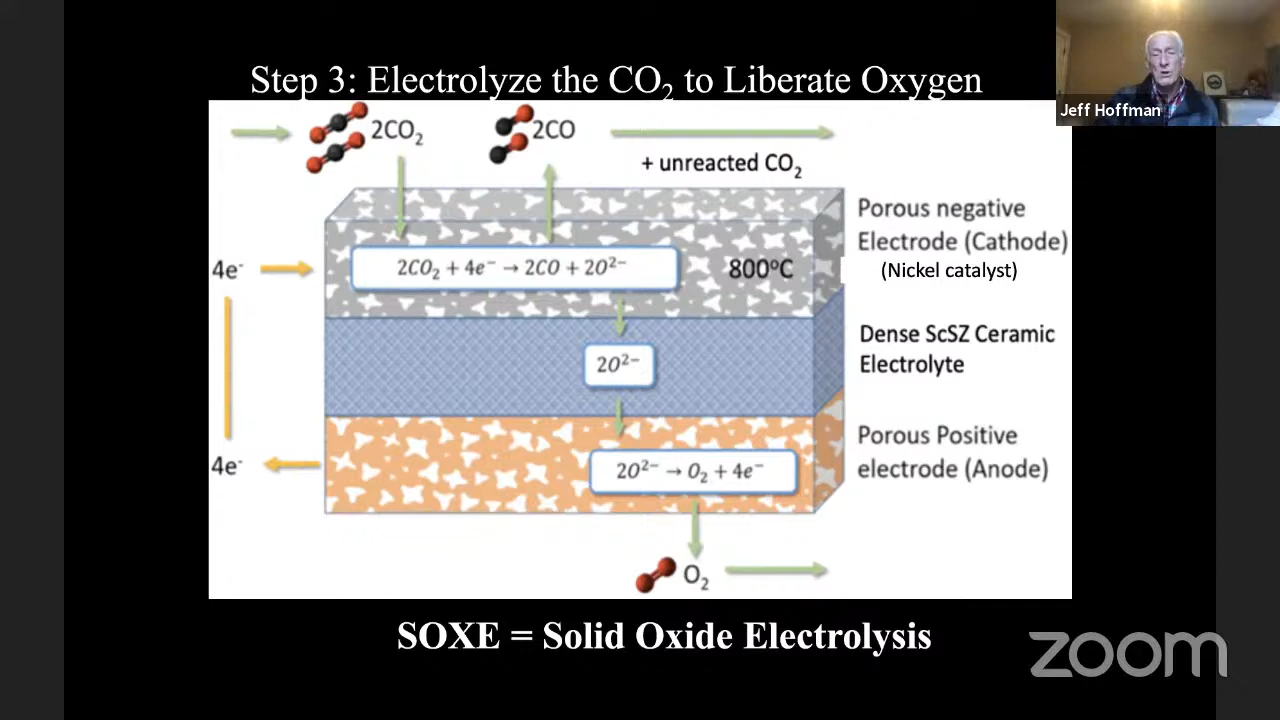 Step 3: Electrolyze the CO₂ to Liberate Oxygen
Jeff Hoffman
2CO₂
2CO
+ unreacted CO₂
Porous negative
Electrode (Cathode)
(Nickel catalyst)
4e⁻
2CO₂ + 4e⁻ → 2CO + 2O²⁻
800°C
2O²⁻
Dense ScSZ Ceramic
Electrolyte
4e⁻
2O²⁻ → O₂ + 4e⁻
Porous Positive
electrode (Anode)
O₂
SOXE = Solid Oxide Electrolysis
zoom